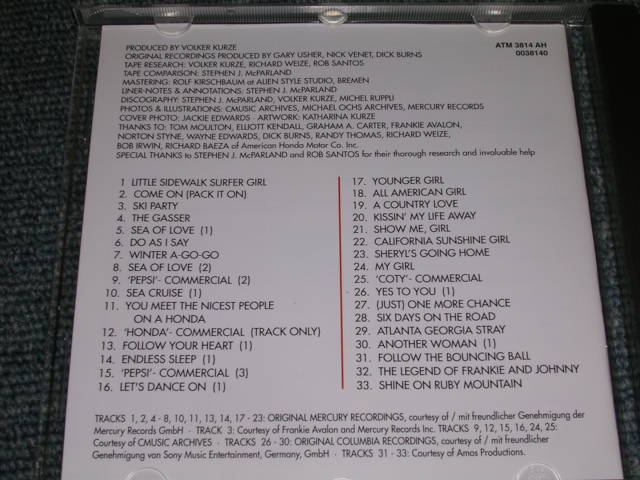 PRODUCED BY VOLKER KURZE
ORIGINAL RECORDINGS PRODUCED BY GARY USHER, NICK VENET, DICK BURNS
TAPE RESEARCH: VOLKER KURZE, RICHARD WEIZE, ROB SANTOS
TAPE COMPARISON: STEPHEN J. McPARLAND
MASTERING: ROLF KIRSCHBAUM at ALIEN STYLE STUDIO, BREMEN
LINER-NOTES & ANNOTATIONS: STEPHEN J. McPARLAND
DISCOGRAPHY: STEPHEN J. McPARLAND, VOLKER KURZE, MICHEL RUPPLI
PHOTOS & ILLUSTRATIONS: CMUSIC ARCHIVES, MICHAEL OCHS ARCHIVES, MERCURY RECORDS
COVER PHOTO: JACKIE EDWARDS · ARTWORK: KATHARINA KURZE
THANKS TO: TOM MOULTON, ELLIOTT KENDALL, GRAHAM A. CARTER, FRANKIE AVALON,
NORTON STYNE, WAYNE EDWARDS, DICK BURNS, RANDY THOMAS, RICHARD WEIZE,
BOB IRWIN, RICHARD BAEZA of American Honda Motor Co. Inc.
SPECIAL THANKS to STEPHEN J. McPARLAND and ROB SANTOS for their thorough research and invaluable help
ATM 3814 AH
0038140
1 LITTLE SIDEWALK SURFER GIRL
2. COME ON (PACK IT ON)
3. SKI PARTY
4. THE GASSER
5. SEA OF LOVE (1)
6. DO AS I SAY
7. WINTER A-GO-GO
8. SEA OF LOVE (2)
9. 'PEPSI'- COMMERCIAL (2)
10. SEA CRUISE (1)
11. YOU MEET THE NICEST PEOPLE
ON A HONDA
12. 'HONDA'- COMMERCIAL (TRACK ONLY)
13. FOLLOW YOUR HEART (1)
14. ENDLESS SLEEP (1)
15. 'PEPSI'- COMMERCIAL (3)
16. LET'S DANCE ON (1)
17. YOUNGER GIRL
18. ALL AMERICAN GIRL
19. A COUNTRY LOVE
20. KISSIN' MY LIFE AWAY
21. SHOW ME, GIRL
22. CALIFORNIA SUNSHINE GIRL
23. SHERYL'S GOING HOME
24. MY GIRL
25. 'COTY'- COMMERCIAL
26. YES TO YOU (1)
27. (JUST) ONE MORE CHANCE
28. SIX DAYS ON THE ROAD
29. ATLANTA GEORGIA STRAY
30. ANOTHER WOMAN (1)
31. FOLLOW THE BOUNCING BALL
32. THE LEGEND OF FRANKIE AND JOHNNY
33. SHINE ON RUBY MOUNTAIN
TRACKS 1, 2, 4 - 8, 10, 11, 13, 14, 17 - 23: ORIGINAL MERCURY RECORDINGS, courtesy of / mit freundlicher Genehmigung der
Mercury Records GmbH · TRACK 3: Courtesy of Frankie Avalon and Mercury Records Inc. TRACKS 9, 12, 15, 16, 24, 25:
Courtesy of CMUSIC ARCHIVES · TRACKS 26 - 30: ORIGINAL COLUMBIA RECORDINGS, courtesy of / mit freundlicher
Genehmigung von Sony Music Entertainment, Germany, GmbH · TRACKS 31 - 33: Courtesy of Amos Productions.